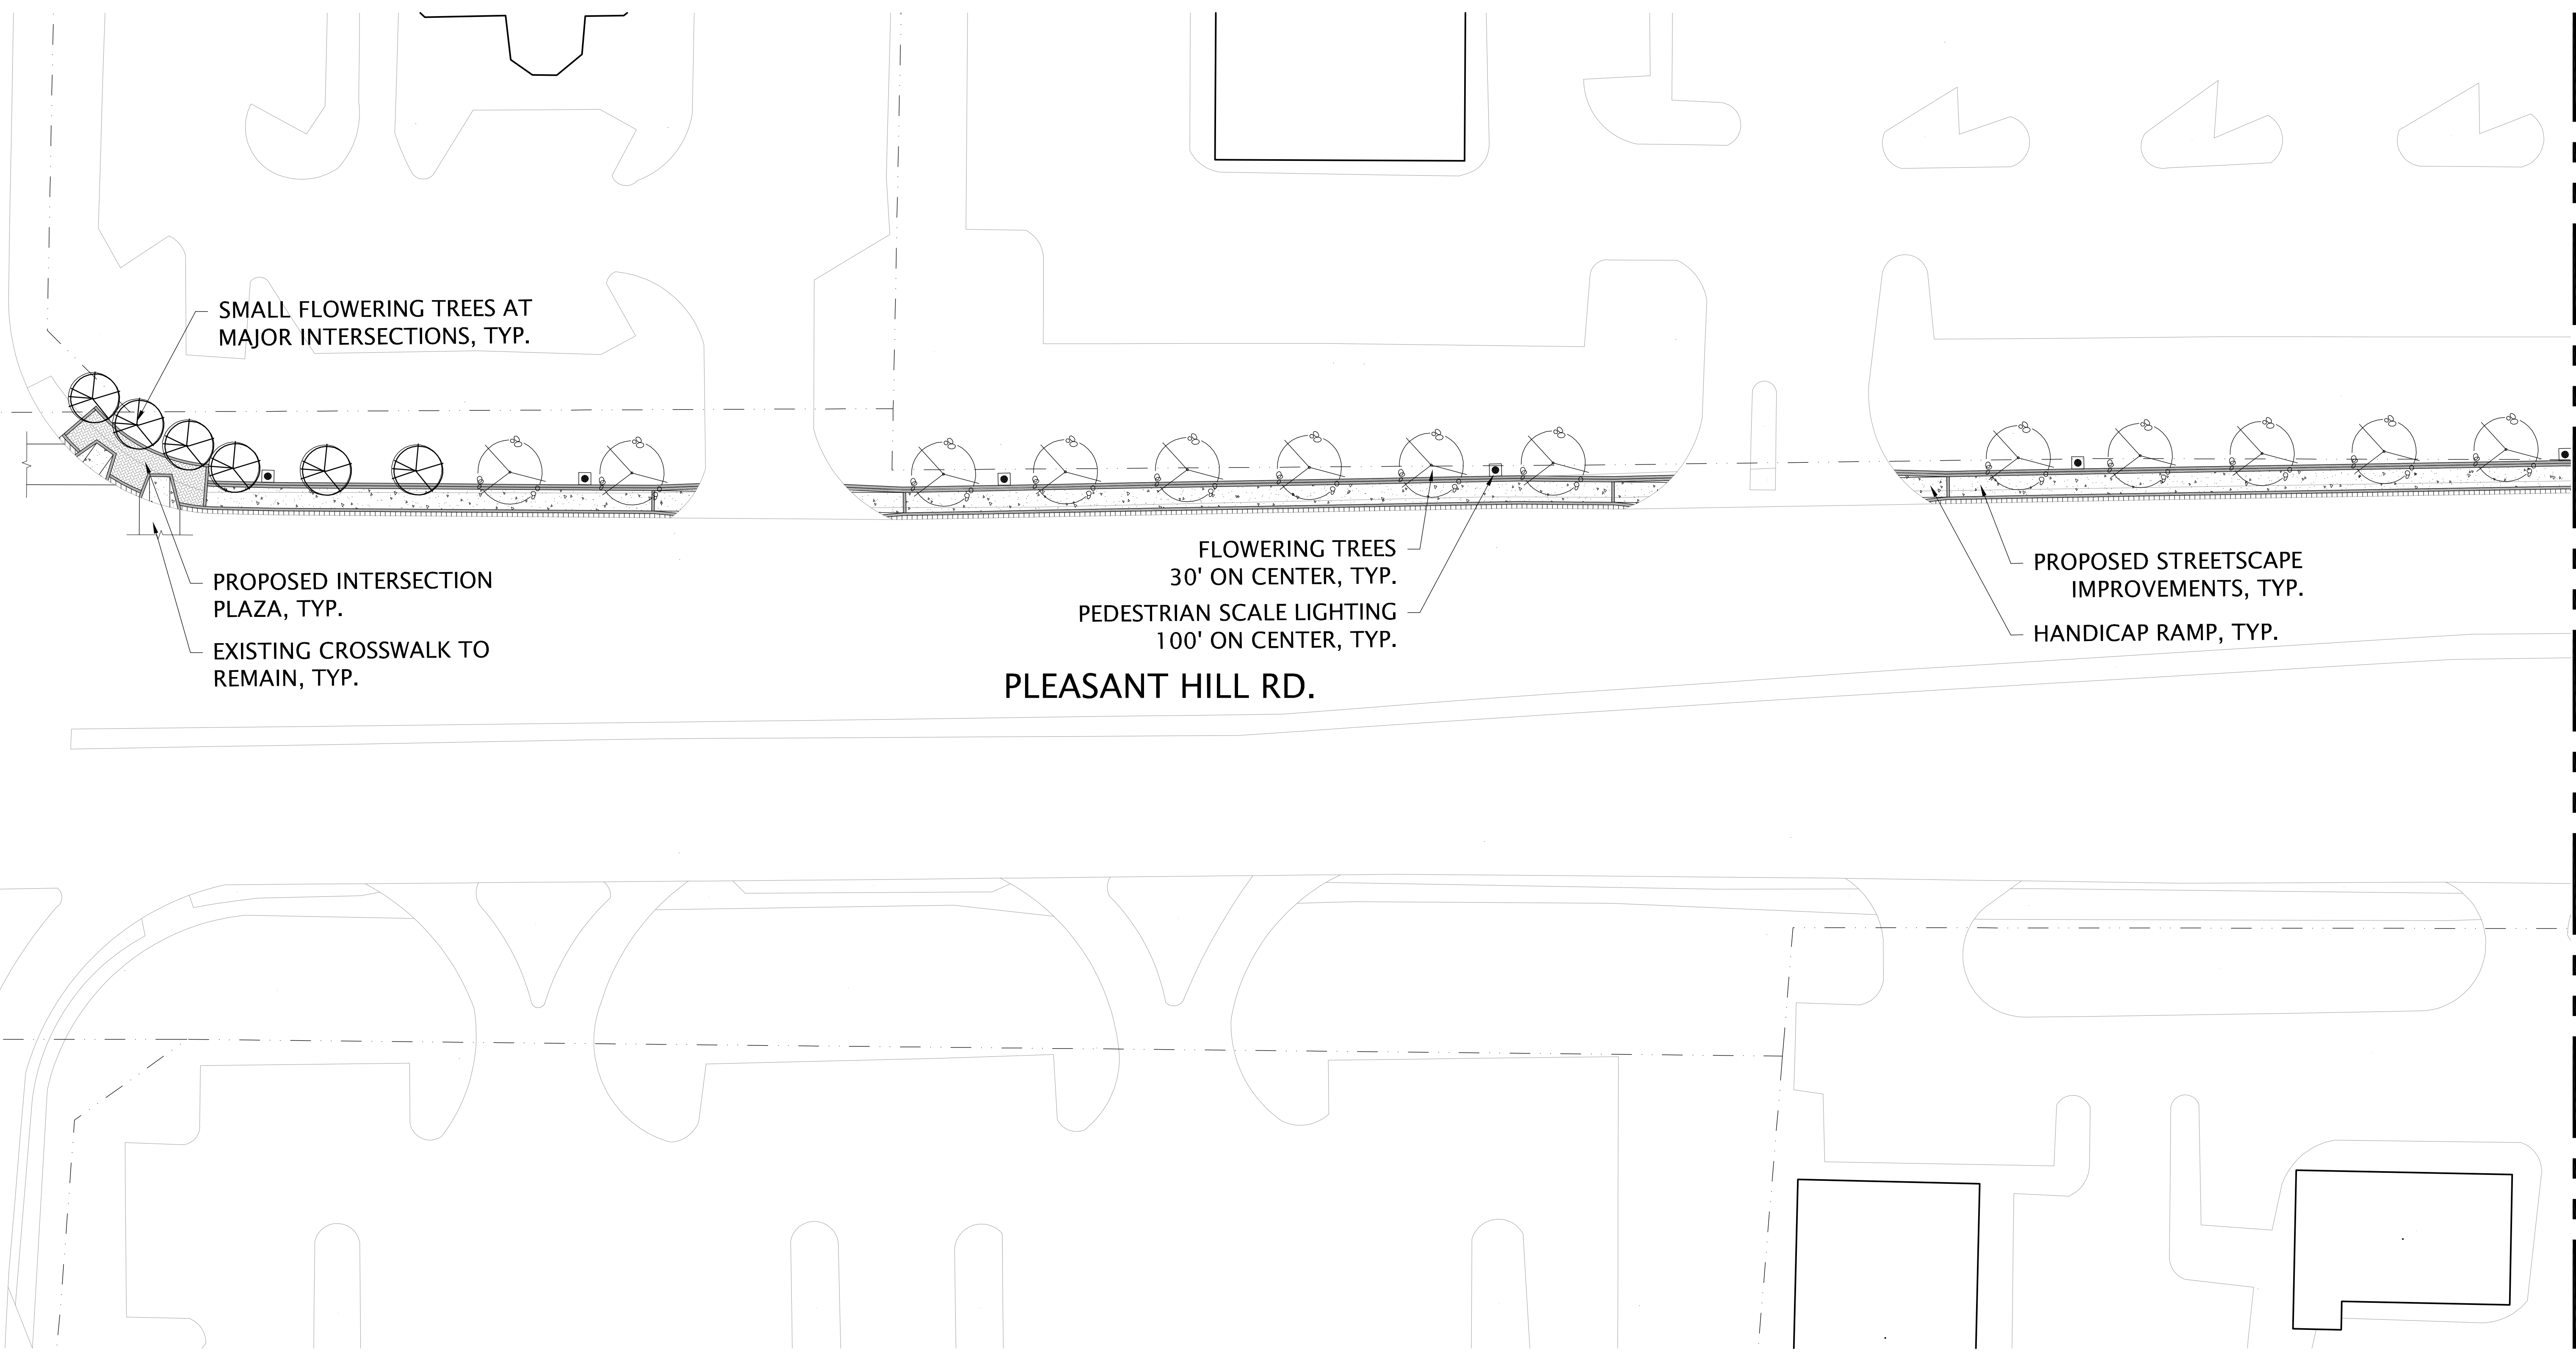 SMALL FLOWERING TREES AT
MAJOR INTERSECTIONS, TYP.
PROPOSED INTERSECTION
PLAZA, TYP.
EXISTING CROSSWALK TO
REMAIN, TYP.
FLOWERING TREES
30' ON CENTER, TYP.
PEDESTRIAN SCALE LIGHTING
100' ON CENTER, TYP.
PLEASANT HILL RD.
PROPOSED STREETSCAPE
IMPROVEMENTS, TYP.
HANDICAP RAMP, TYP.